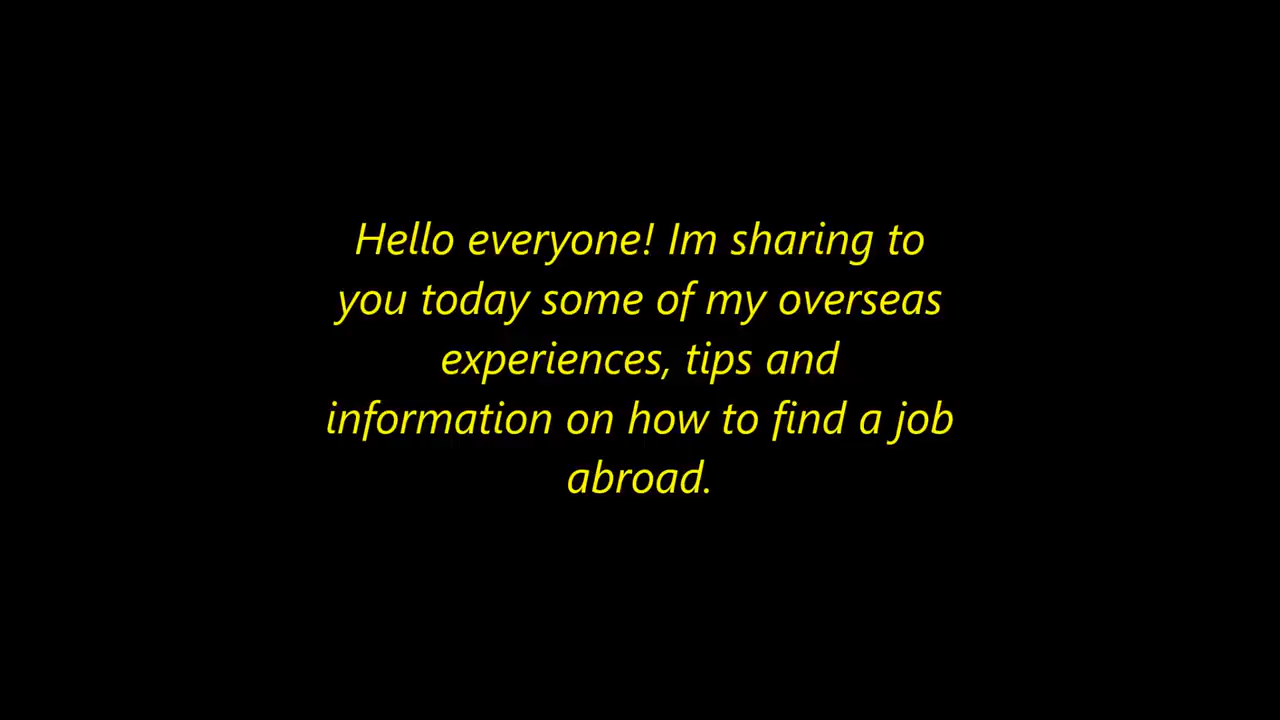 Hello everyone! Im sharing to
you today some of my overseas
experiences, tips and
information on how to find a job
abroad.